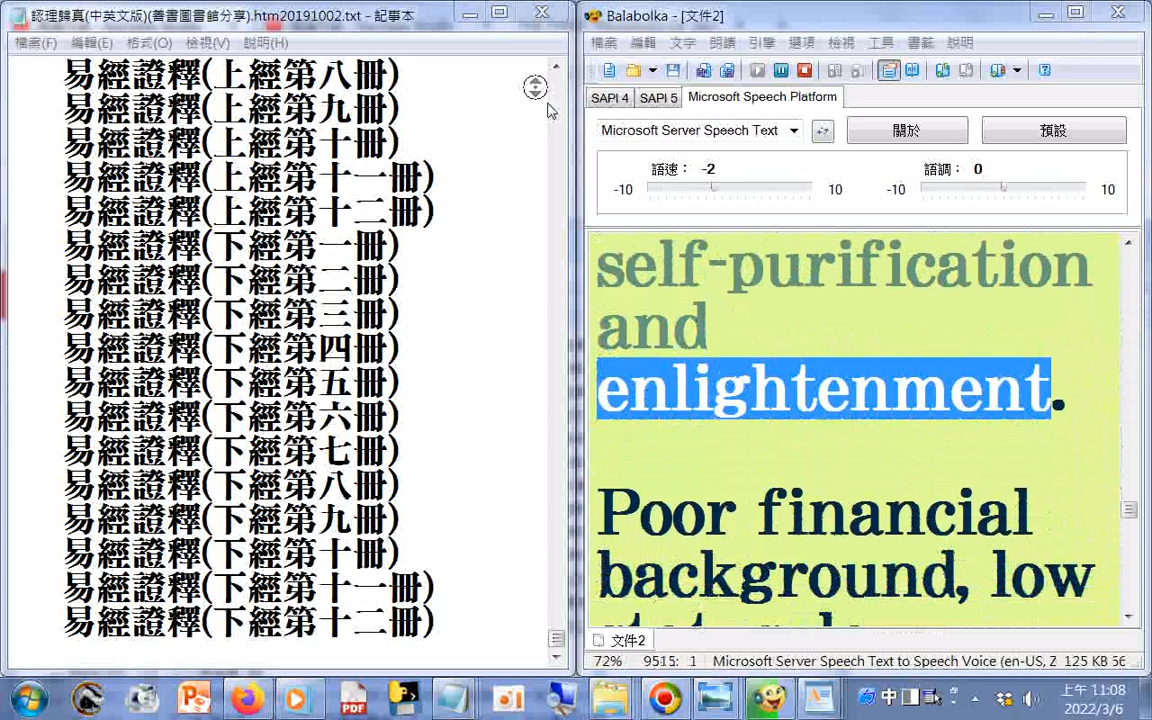 認理歸真(中英文版)(善書圖書館分享).htm20191002.txt - 記事本
檔案(F) 編輯(E) 格式(O) 檢視(V) 說明(H)
易經證釋(上經第八冊)
易經證釋(上經第九冊)
易經證釋(上經第十冊)
易經證釋(上經第十一冊)
易經證釋(上經第十二冊)
易經證釋(下經第一冊)
易經證釋(下經第二冊)
易經證釋(下經第三冊)
易經證釋(下經第四冊)
易經證釋(下經第五冊)
易經證釋(下經第六冊)
易經證釋(下經第七冊)
易經證釋(下經第八冊)
易經證釋(下經第九冊)
易經證釋(下經第十冊)
易經證釋(下經第十一冊)
易經證釋(下經第十二冊)
Balabolka - [文件2]
檔案 編輯 文字 朗讀 引擎 選項 檢視 工具 書籤 說明
SAPI 4 SAPI 5 Microsoft Speech Platform
Microsoft Server Speech Text 關於 預設
語速： -2 語調： 0
-10 10 -10 10
self-purification
and
enlightenment.
Poor financial
background, low
文件2
72% 9515: 1 Microsoft Server Speech Text to Speech Voice (en-US, Z 125 KB 56
PDF
中
上午 11:08
2022/3/6